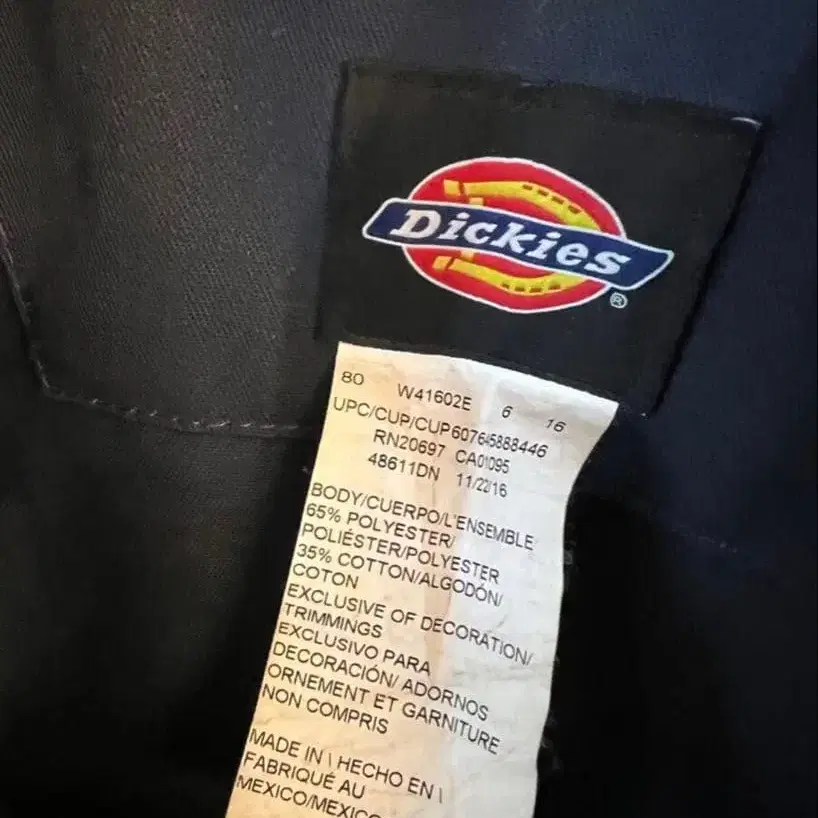 Dickies
®
80 W41602E 6 16
UPC/CUP/CUP607645888446
RN20697 CA01095
48611DN 11/22/16
BODY/CUERPO/L'ENSEMBLE
65% POLYESTER/
POLIÉSTER/POLYESTER
35% COTTON/ALGODÓN/
COTON
EXCLUSIVE OF DECORATION/
TRIMMINGS
EXCLUSIVO PARA
DECORACIÓN/ ADORNOS
ORNEMENT ET GARNITURE
NON COMPRIS
MADE IN \ HECHO EN \
FABRIQUÉ AU
MEXICO/MEXICO